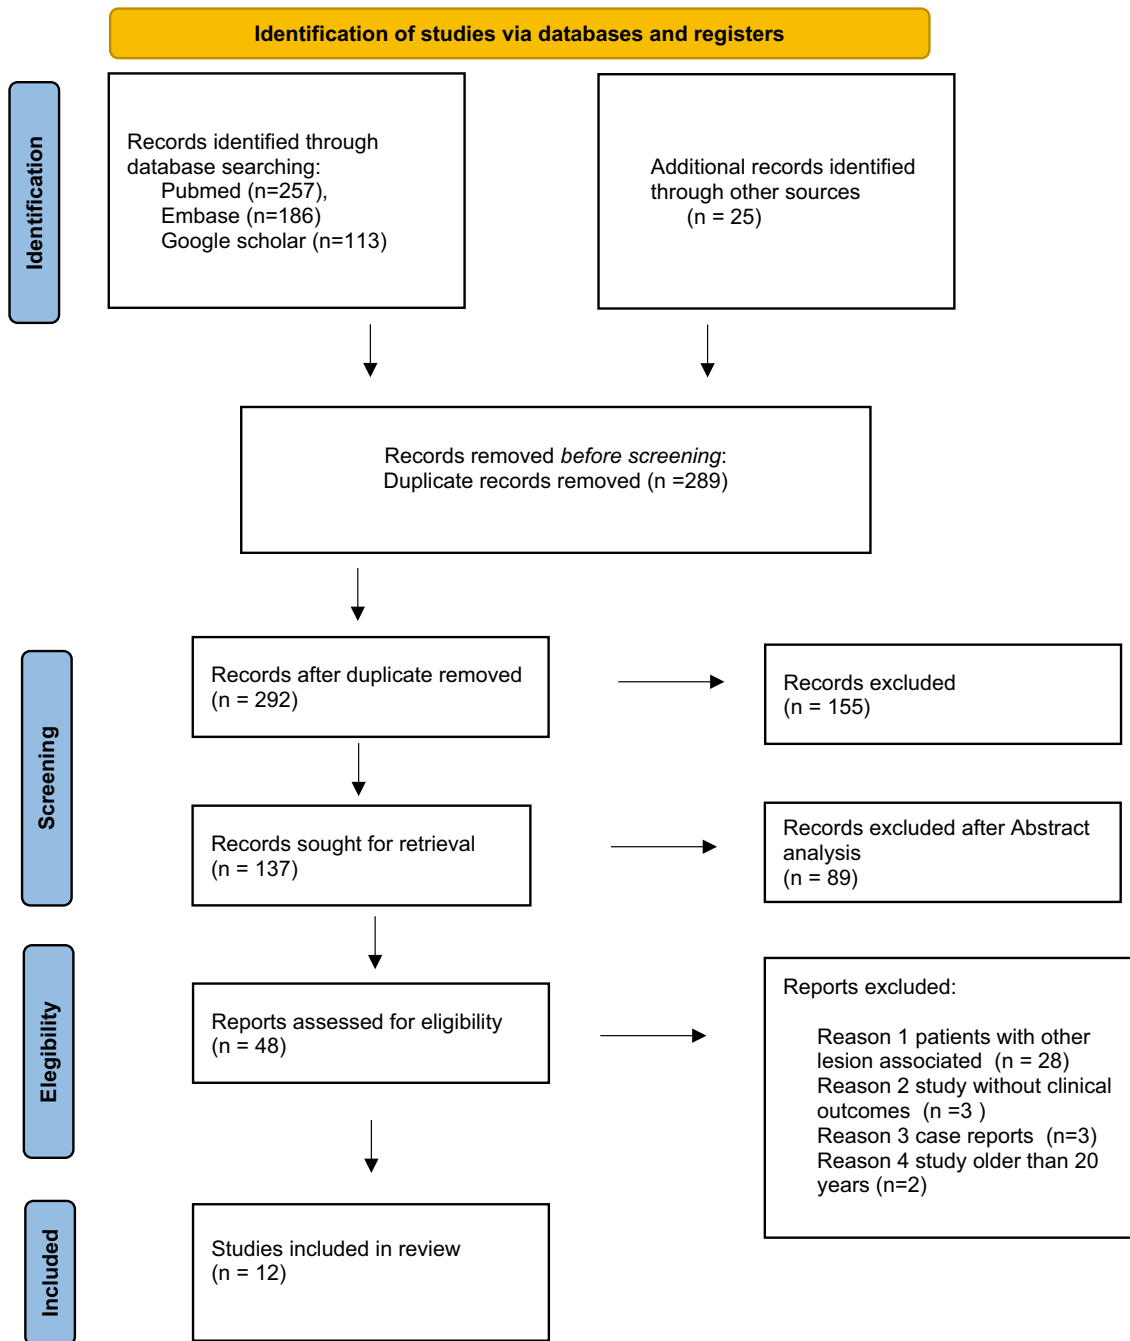 Identification of studies via databases and registers
Identification
Records identified through
database searching:
Pubmed (n=257),
Embase (n=186)
Google scholar (n=113)
Additional records identified
through other sources
(n = 25)
Records removed before screening:
Duplicate records removed (n =289)
Screening
Records after duplicate removed
(n = 292)
Records excluded
(n = 155)
Records sought for retrieval
(n = 137)
Records excluded after Abstract
analysis
(n = 89)
Elegibility
Reports assessed for eligibility
(n = 48)
Reports excluded:
Reason 1 patients with other
lesion associated  (n = 28)
Reason 2 study without clinical
outcomes  (n =3 )
Reason 3 case reports  (n=3)
Reason 4 study older than 20
years (n=2)
Included
Studies included in review
(n = 12)